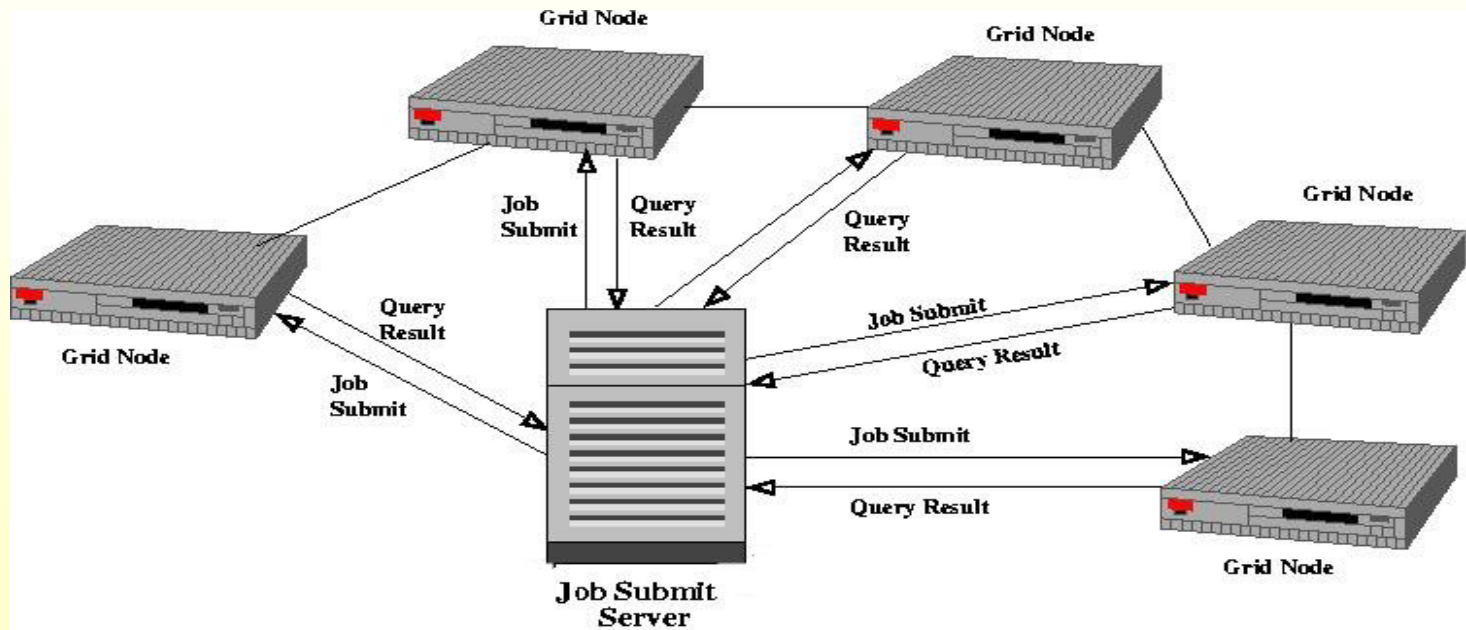 Grid Node
Grid Node
Grid Node
Job
Submit
Query
Result
Query
Result
Query
Result
Job Submit
Grid Node
Query Result
Job
Submit
Job Submit
Query Result
Grid Node
Job Submit
Server